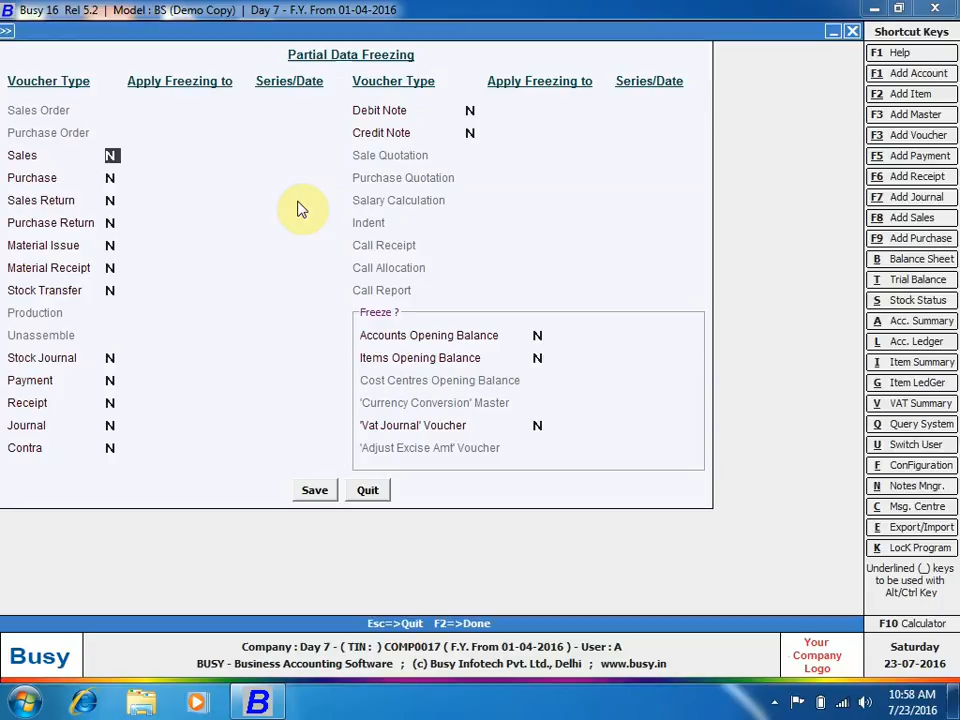 Busy 16 Rel 5.2 | Model : BS (Demo Copy) | Day 7 - F.Y. From 01-04-2016
>>
Partial Data Freezing
Voucher Type Apply Freezing to Series/Date Voucher Type Apply Freezing to Series/Date
Sales Order Debit Note N
Purchase Order Credit Note N
Sales N Sale Quotation
Purchase N Purchase Quotation
Sales Return N Salary Calculation
Purchase Return N Indent
Material Issue N Call Receipt
Material Receipt N Call Allocation
Stock Transfer N Call Report
Production Freeze ?
Unassemble Accounts Opening Balance N
Stock Journal N Items Opening Balance N
Payment N Cost Centres Opening Balance
Receipt N 'Currency Conversion' Master
Journal N 'Vat Journal' Voucher N
Contra N 'Adjust Excise Amt' Voucher
Save Quit
Shortcut Keys
F1 Help
F1 Add Account
F2 Add Item
F3 Add Master
F3 Add Voucher
F5 Add Payment
F6 Add Receipt
F7 Add Journal
F8 Add Sales
F9 Add Purchase
B Balance Sheet
T Trial Balance
S Stock Status
A Acc. Summary
L Acc. Ledger
I Item Summary
G Item LedGer
V VAT Summary
Q Query System
U Switch User
F ConFiguration
N Notes Mngr.
C Msg. Centre
E Export/Import
K LocK Program
Underlined (_) keys
to be used with
Alt/Ctrl Key
F10 Calculator
Esc=>Quit F2=>Done
Busy
Company : Day 7 - ( TIN : ) COMP0017 ( F.Y. From 01-04-2016) - User : A
BUSY - Business Accounting Software ; (c) Busy Infotech Pvt. Ltd., Delhi ; www.busy.in
Your
Company
Logo
Saturday
23-07-2016
10:58 AM
7/23/2016